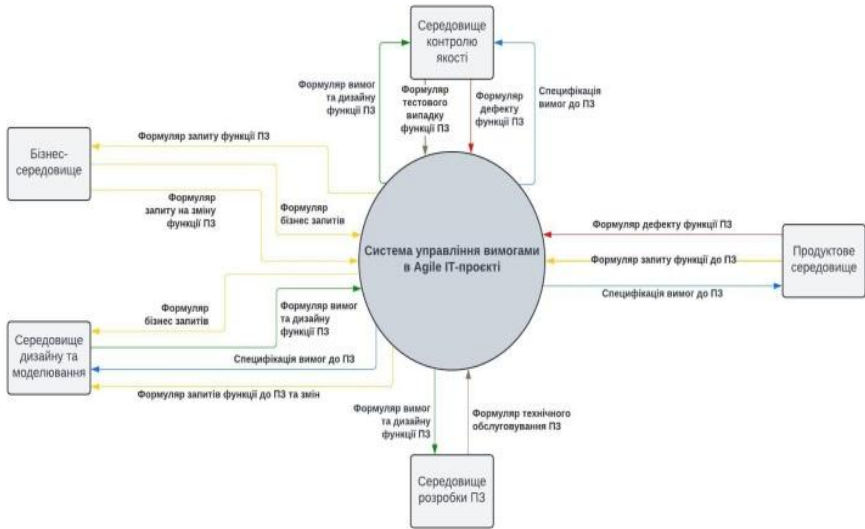 Середовище
контролю
якості
Формуляр вимог
та дизайну
функції ПЗ
Формуляр
тестового
випадку
функції ПЗ
Формуляр
дефекту
функції ПЗ
Специфікація
вимог до ПЗ
Бізнес-
середовище
Формуляр запиту функції ПЗ
Формуляр
запиту на зміну
функції ПЗ
Формуляр
бізнес запитів
Система управління вимогами
в Agile ІТ-проєкті
Формуляр дефекту функції ПЗ
Формуляр запиту функції до ПЗ
Специфікація вимог до ПЗ
Продуктове
середовище
Формуляр
бізнес запитів
Формуляр вимог
та дизайну
функції ПЗ
Середовище
дизайну та
моделювання
Специфікація вимог до ПЗ
Формуляр запитів функції до ПЗ та змін
Формуляр вимог
та дизайну
функції ПЗ
Формуляр технічного
обслуговування ПЗ
Середовище
розробки ПЗ